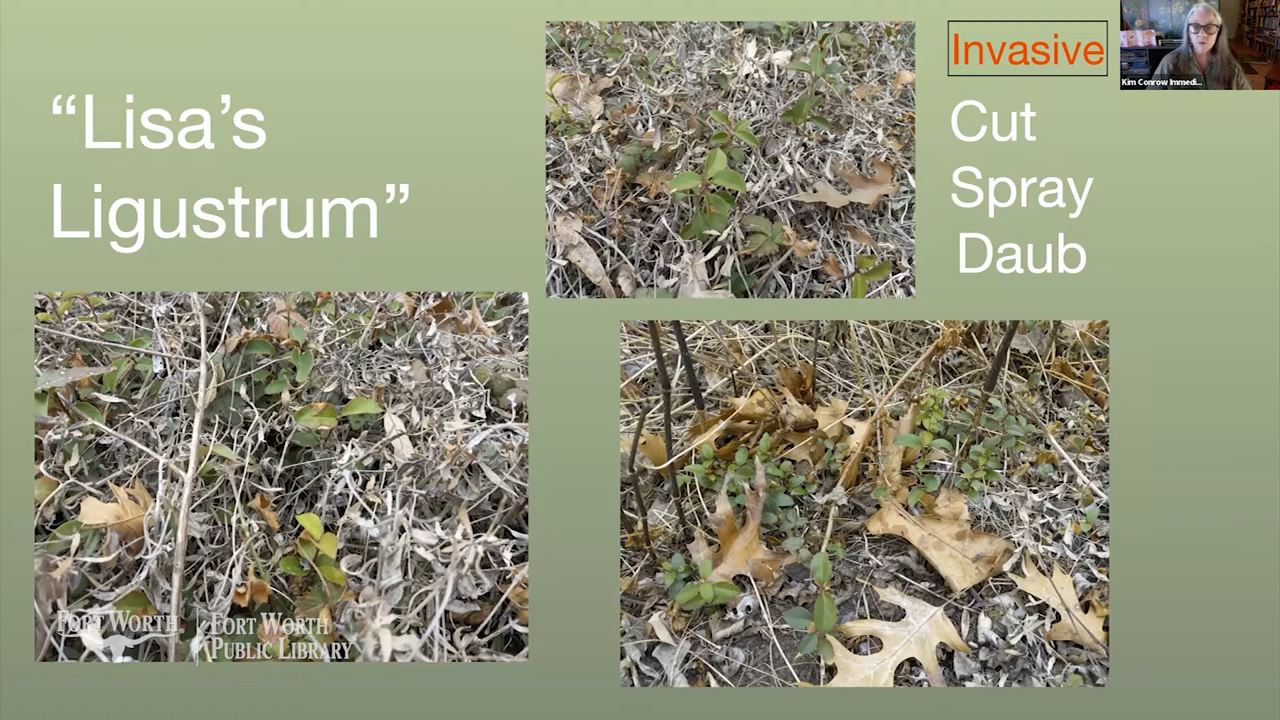 “Lisa’s
Ligustrum”
Invasive
Cut
Spray
Daub
Kim Conrow Immedi...
FORT WORTH
FORT WORTH
PUBLIC LIBRARY